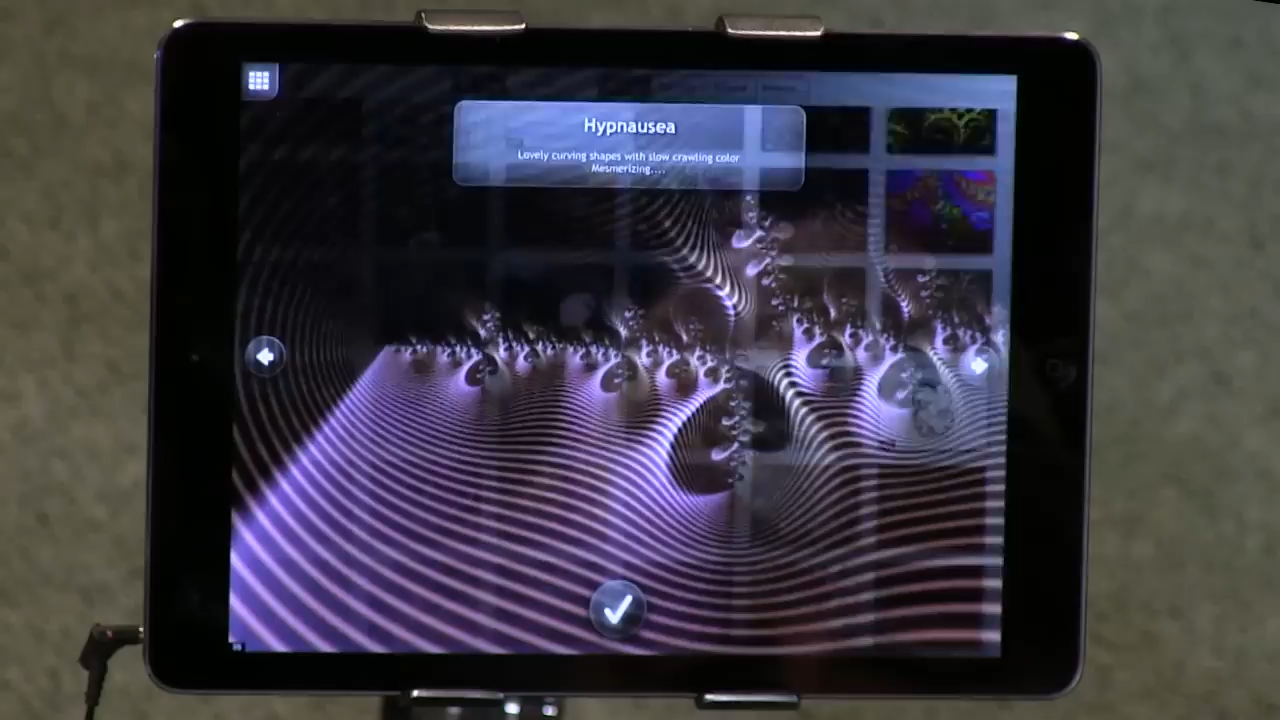 Hypnausea
Lovely curving shapes with slow crawling color
Mesmerizing....